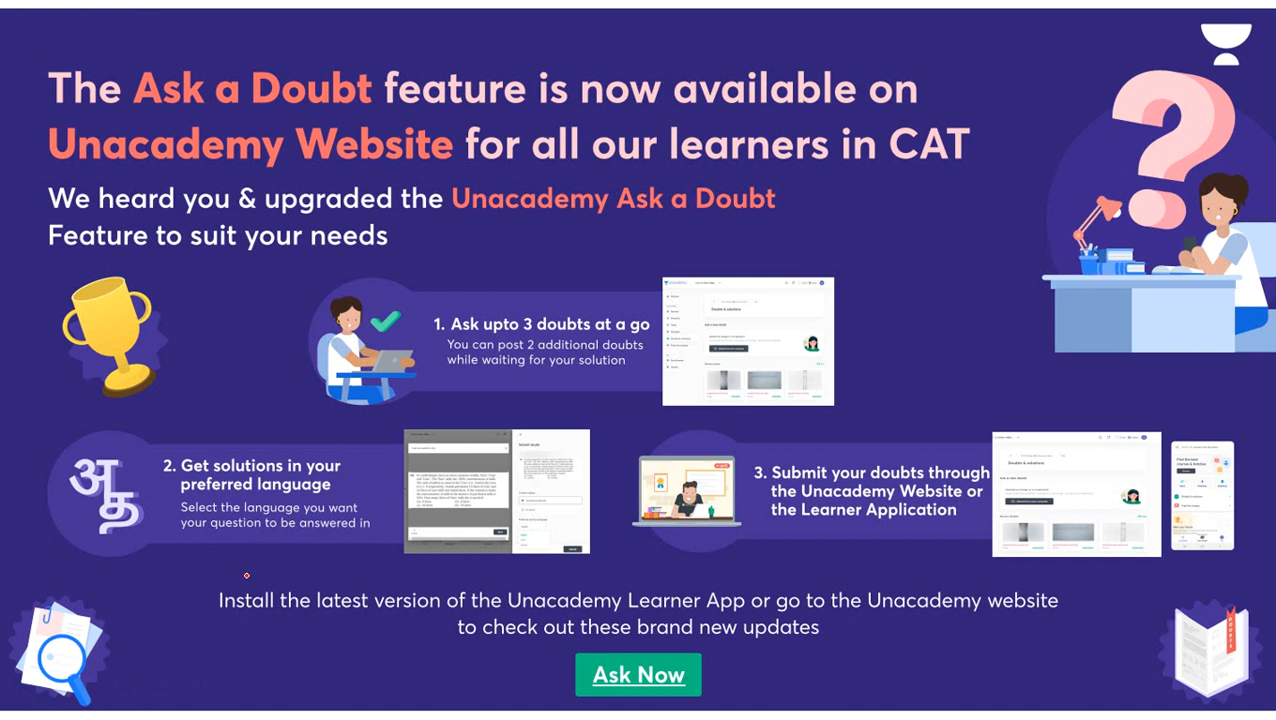 The Ask a Doubt feature is now available on
Unacademy Website for all our learners in CAT
We heard you & upgraded the Unacademy Ask a Doubt
Feature to suit your needs
1. Ask upto 3 doubts at a go
You can post 2 additional doubts
while waiting for your solution
Doubts & solutions
अ
त
2. Get solutions in your
preferred language
Select the language you want
your question to be answered in
3. Submit your doubts through
the Unacademy Website or
the Learner Application
Doubts & solutions
Install the latest version of the Unacademy Learner App or go to the Unacademy website
to check out these brand new updates
Ask Now